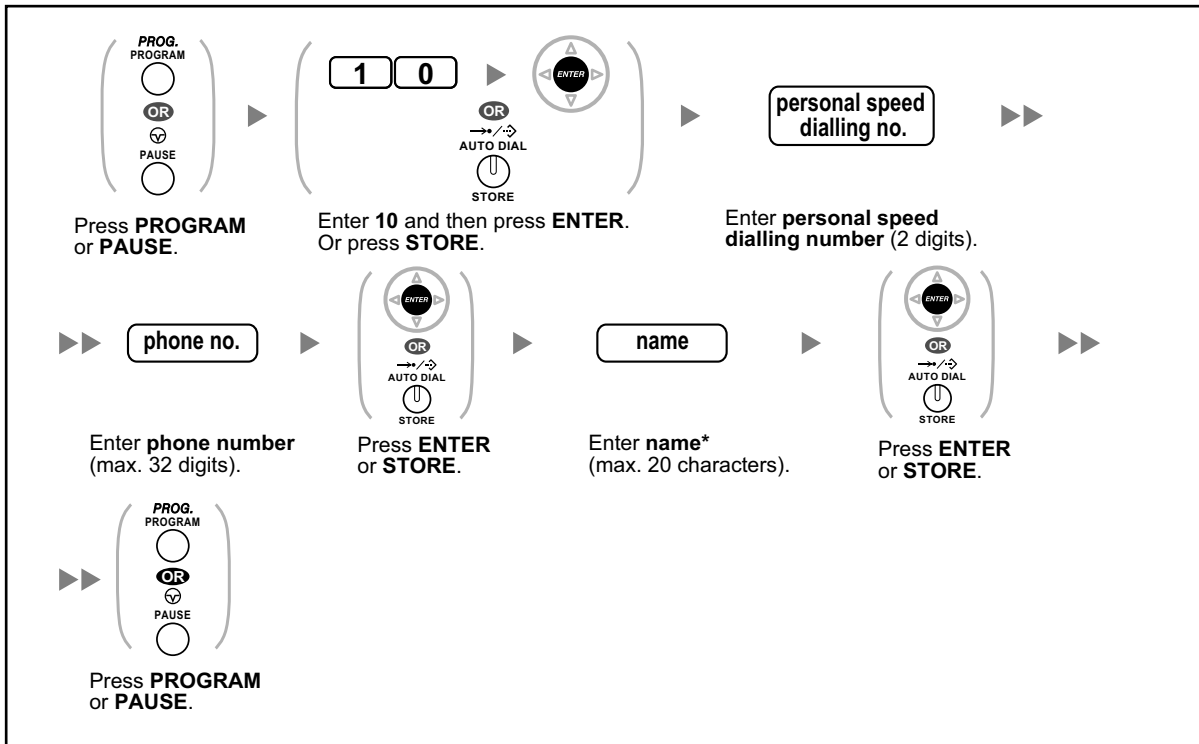 PROG.
PROGRAM
OR
PAUSE
Press PROGRAM
or PAUSE.
1 0
ENTER
OR
AUTO DIAL
STORE
Enter 10 and then press ENTER.
Or press STORE.
personal speed
dialling no.
Enter personal speed
dialling number (2 digits).
phone no.
Enter phone number
(max. 32 digits).
ENTER
OR
AUTO DIAL
STORE
Press ENTER
or STORE.
name
Enter name*
(max. 20 characters).
ENTER
OR
AUTO DIAL
STORE
Press ENTER
or STORE.
PROG.
PROGRAM
OR
PAUSE
Press PROGRAM
or PAUSE.